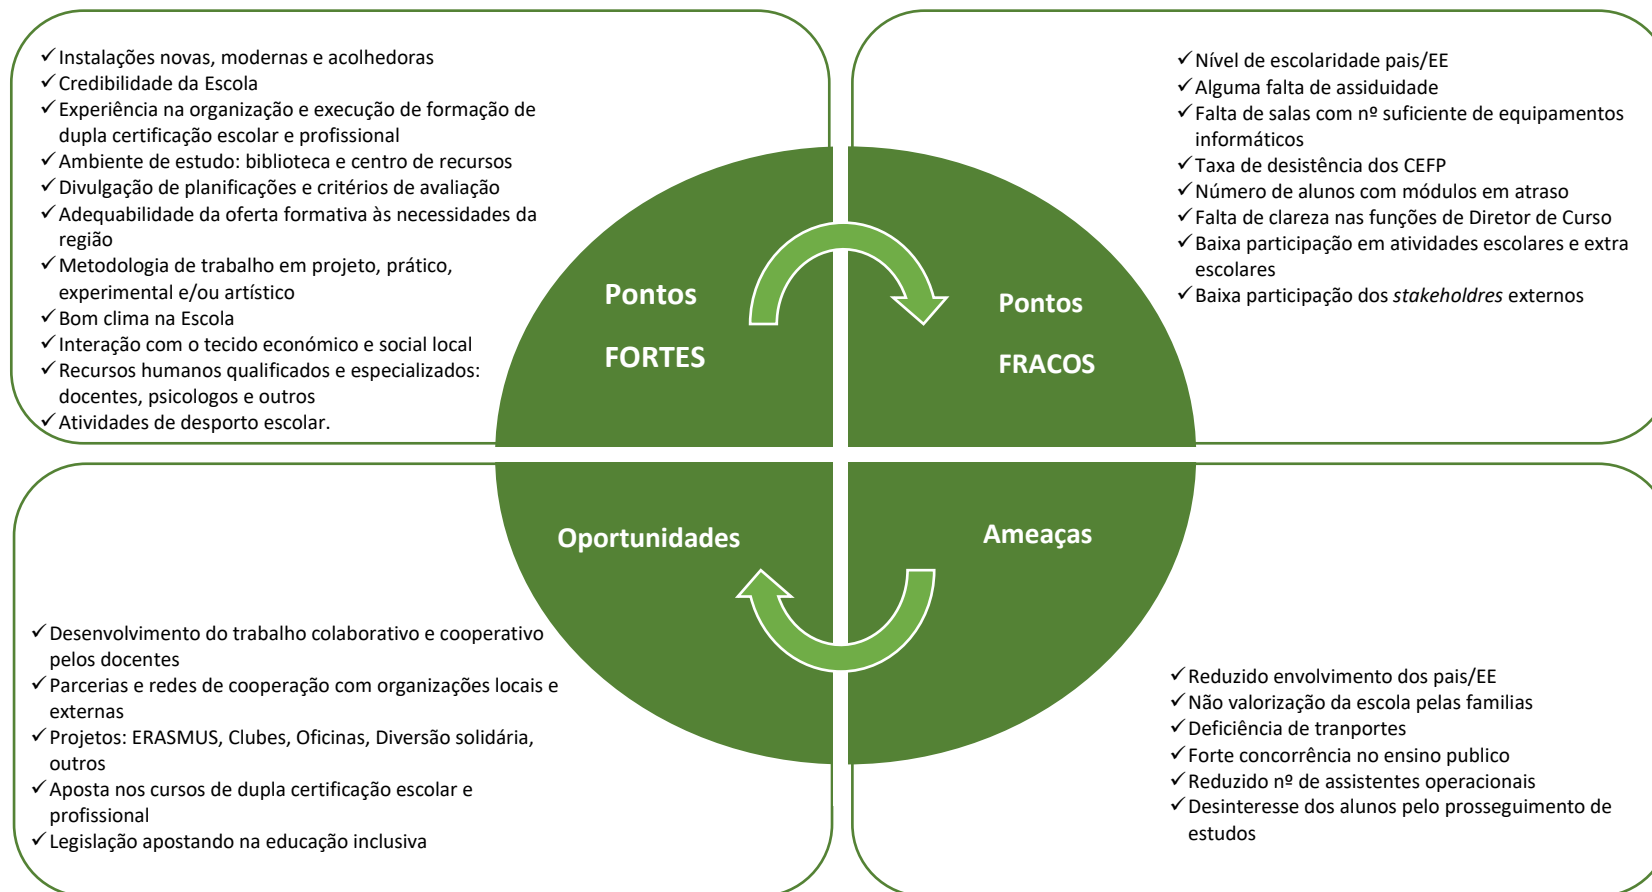 ✓Instalações novas, modernas e acolhedoras
✓Credibilidade da Escola
✓Experiência na organização e execução de formação de
dupla certificação escolar e profissional
✓Ambiente de estudo: biblioteca e centro de recursos
✓Divulgação de planificações e critérios de avaliação
✓Adequabilidade da oferta formativa às necessidades da
região
✓Metodologia de trabalho em projeto, prático,
experimental e/ou artístico
✓Bom clima na Escola
✓Interação com o tecido económico e social local
✓Recursos humanos qualificados e especializados:
docentes, psicologos e outros
✓Atividades de desporto escolar.
Pontos
FORTES
✓Nível de escolaridade pais/EE
✓Alguma falta de assiduidade
✓Falta de salas com nº suficiente de equipamentos
informáticos
✓Taxa de desistência dos CEFP
✓Número de alunos com módulos em atraso
✓Falta de clareza nas funções de Diretor de Curso
✓Baixa participação em atividades escolares e extra
escolares
✓Baixa participação dos stakeholdres externos
Pontos
FRACOS
Oportunidades
✓Desenvolvimento do trabalho colaborativo e cooperativo
pelos docentes
✓Parcerias e redes de cooperação com organizações locais e
externas
✓Projetos: ERASMUS, Clubes, Oficinas, Diversão solidária,
outros
✓Aposta nos cursos de dupla certificação escolar e
profissional
✓Legislação apostando na educação inclusiva
Ameaças
✓Reduzido envolvimento dos pais/EE
✓Não valorização da escola pelas familias
✓Deficiência de tranportes
✓Forte concorrência no ensino publico
✓Reduzido nº de assistentes operacionais
✓Desinteresse dos alunos pelo prosseguimento de
estudos